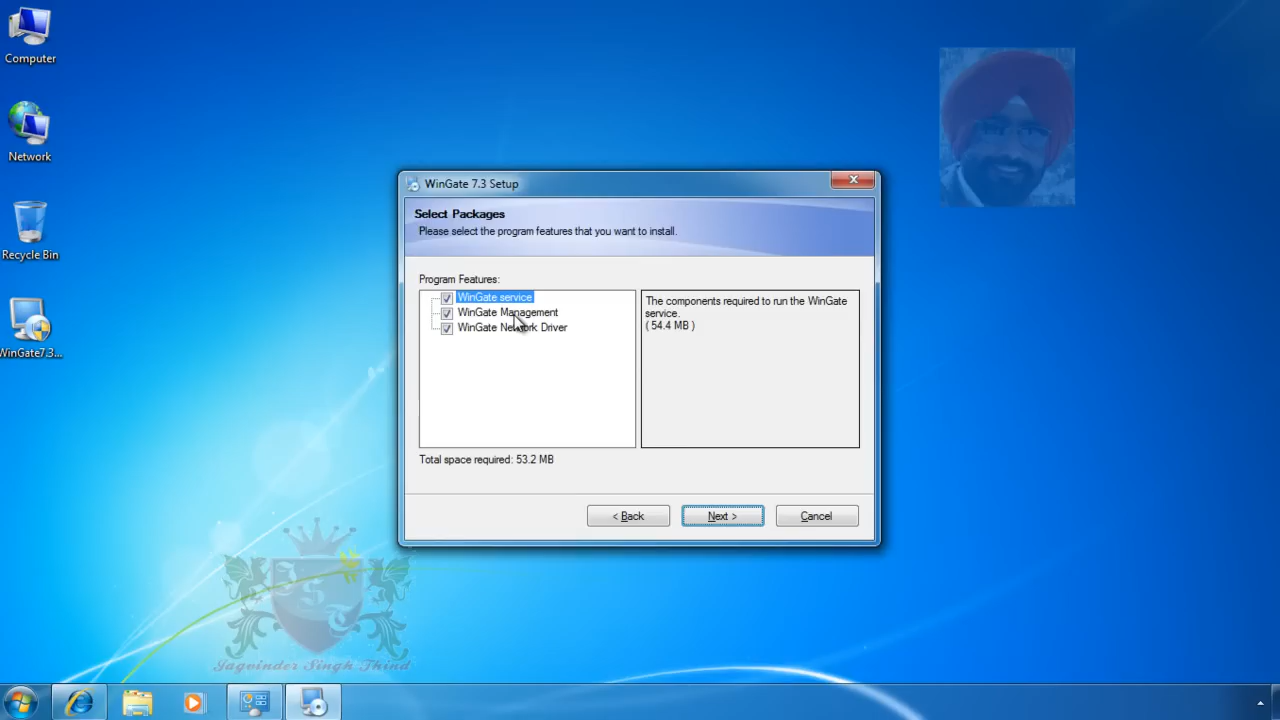 Computer
Network
Recycle Bin
WinGate7.3...
WinGate 7.3 Setup
Select Packages
Please select the program features that you want to install.
Program Features:
WinGate service
WinGate Management
WinGate Network Driver
The components required to run the WinGate
service.
( 54.4 MB )
Total space required: 53.2 MB
< Back
Next >
Cancel
Jagvinder Singh Thind